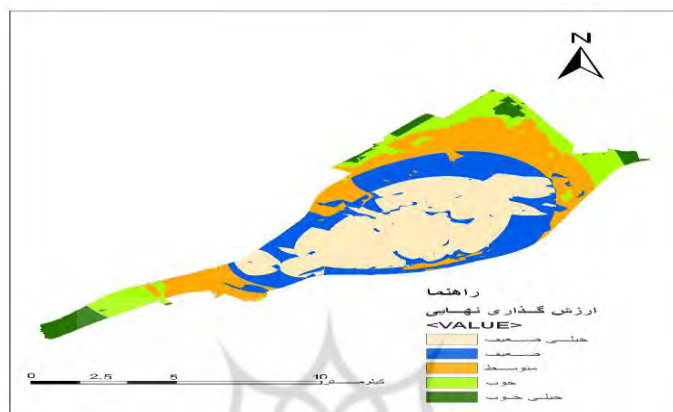 N
راهنما
ارزش گذاری نهایی
<VALUE>
خیلی ضعیف
ضعیف
متوسط
خوب
خیلی خوب
0 2.5 5 10
کیلومتر